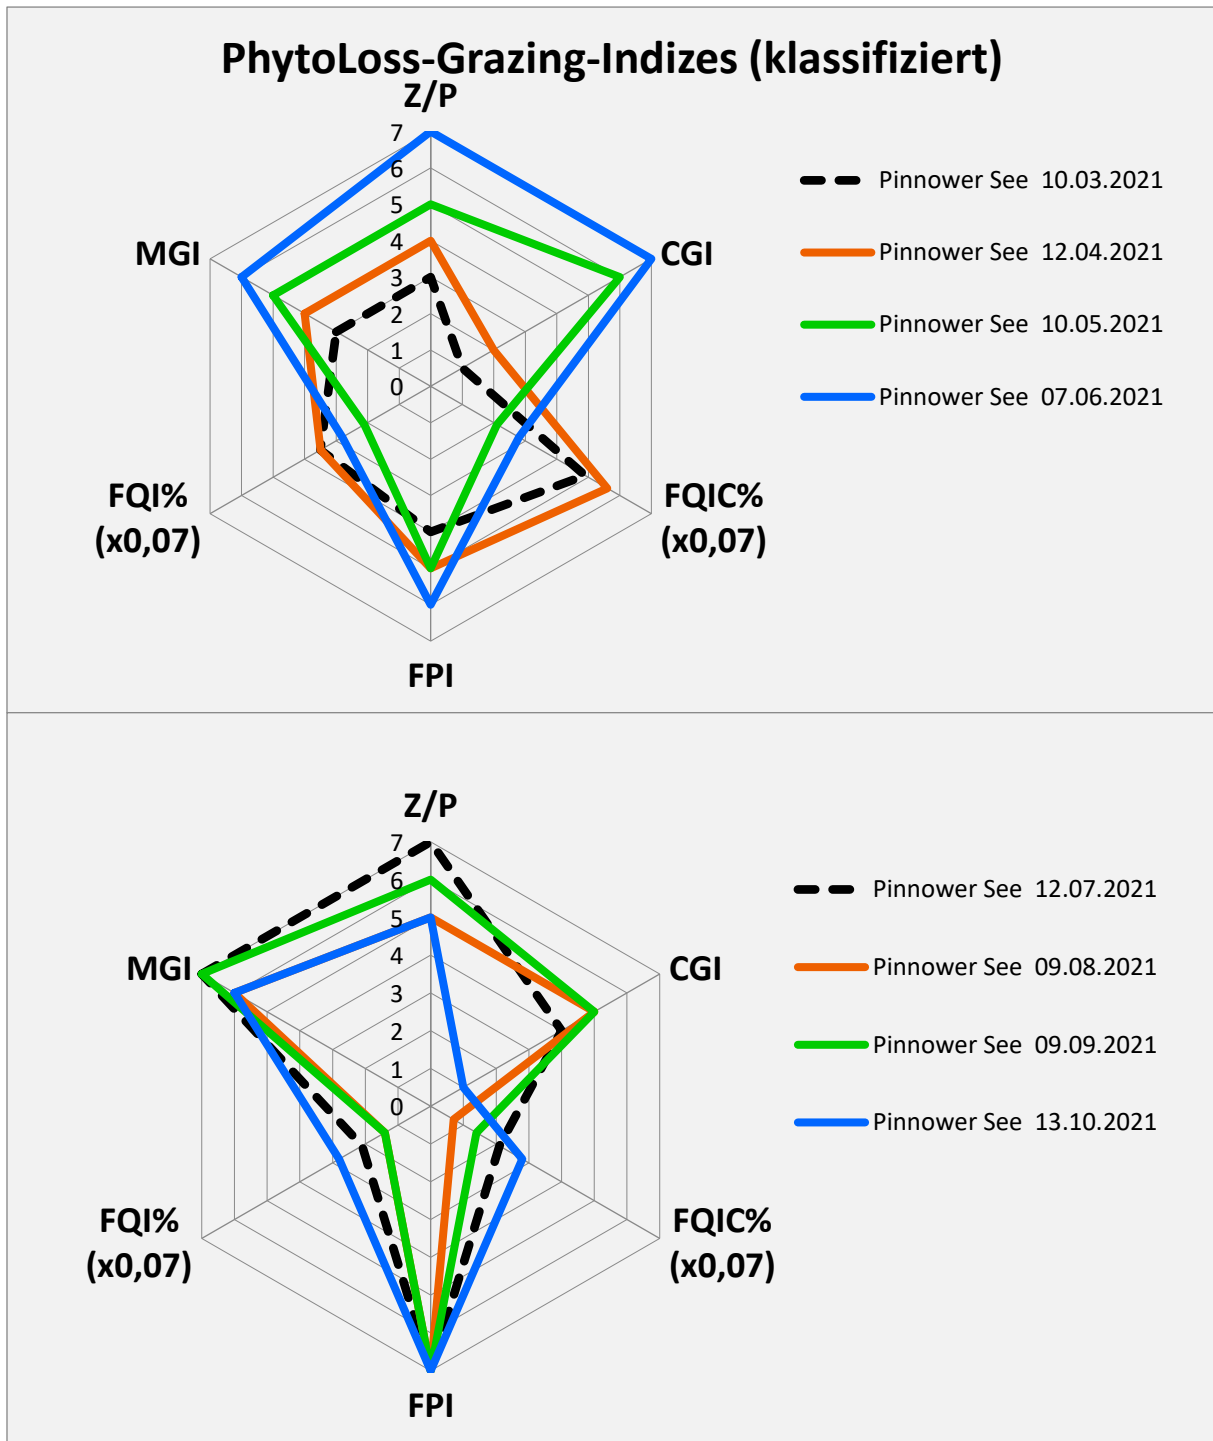 PhytoLoss-Grazing-Indizes (klassifiziert)
Z/P
7
6
5
4
3
2
1
0
MGI
CGI
FQI%
(x0,07)
FQIC%
(x0,07)
FPI
Pinnower See 10.03.2021
Pinnower See 12.04.2021
Pinnower See 10.05.2021
Pinnower See 07.06.2021
Z/P
7
6
5
4
3
2
1
0
MGI
CGI
FQI%
(x0,07)
FQIC%
(x0,07)
FPI
Pinnower See 12.07.2021
Pinnower See 09.08.2021
Pinnower See 09.09.2021
Pinnower See 13.10.2021